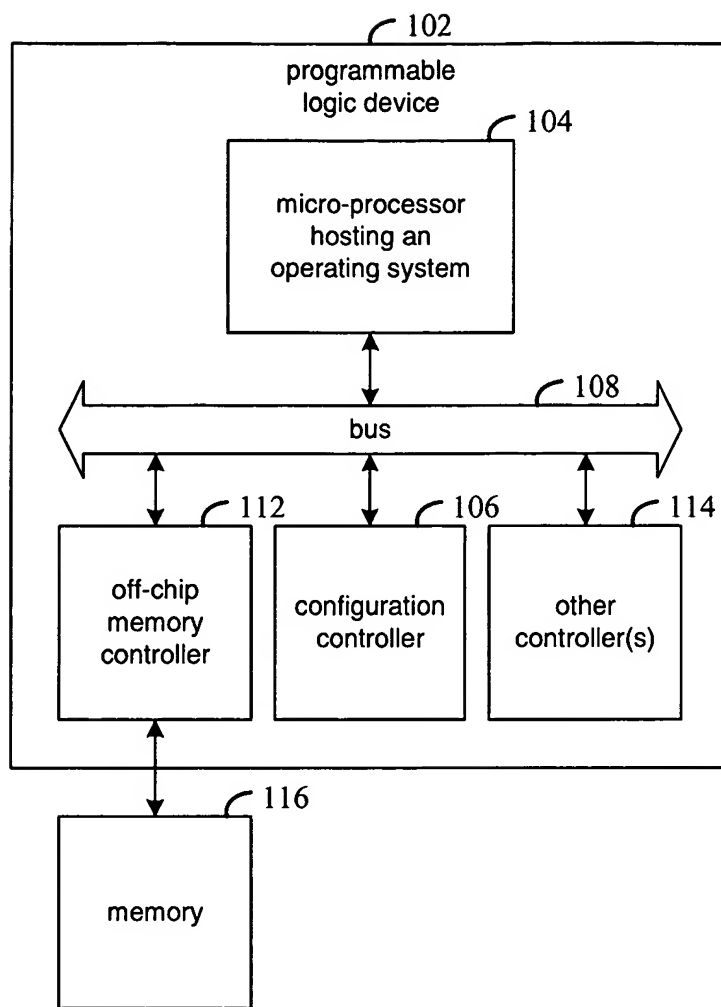 102
programmable
logic device
104
micro-processor
hosting an
operating system
108
bus
112
106
114
off-chip
memory
controller
configuration
controller
other
controller(s)
116
memory